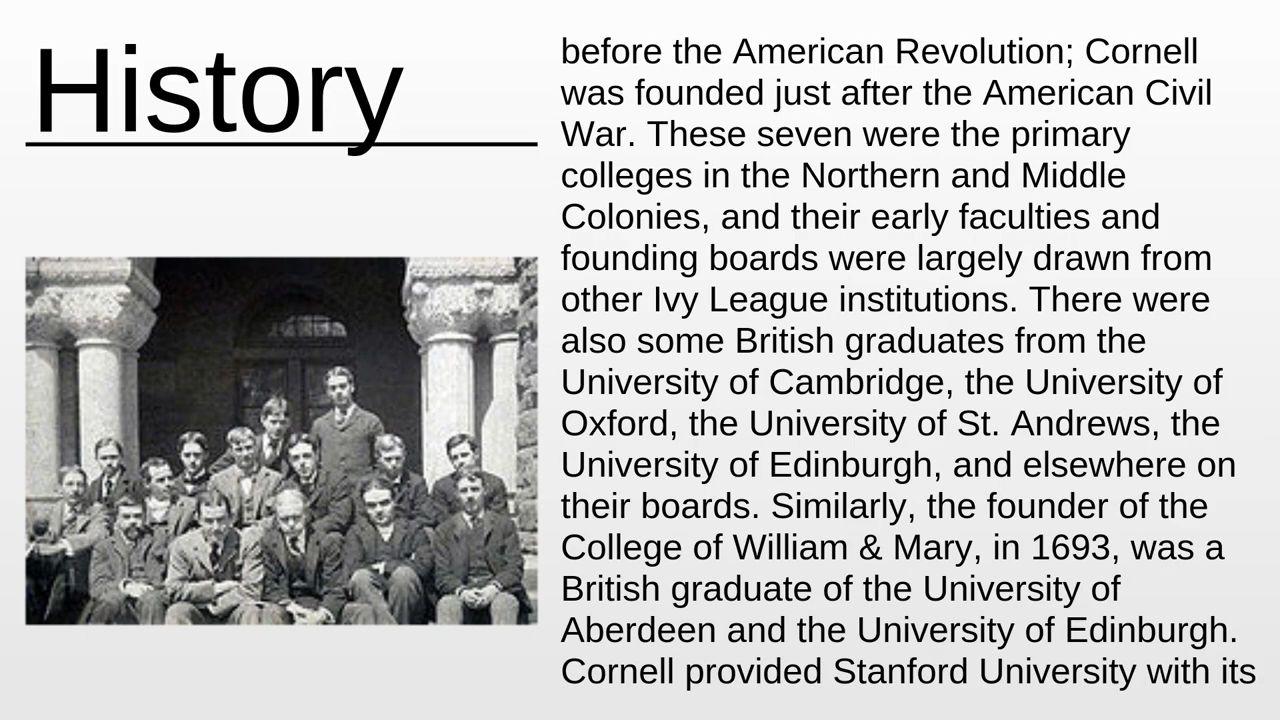 History
before the American Revolution; Cornell
was founded just after the American Civil
War. These seven were the primary
colleges in the Northern and Middle
Colonies, and their early faculties and
founding boards were largely drawn from
other Ivy League institutions. There were
also some British graduates from the
University of Cambridge, the University of
Oxford, the University of St. Andrews, the
University of Edinburgh, and elsewhere on
their boards. Similarly, the founder of the
College of William & Mary, in 1693, was a
British graduate of the University of
Aberdeen and the University of Edinburgh.
Cornell provided Stanford University with its